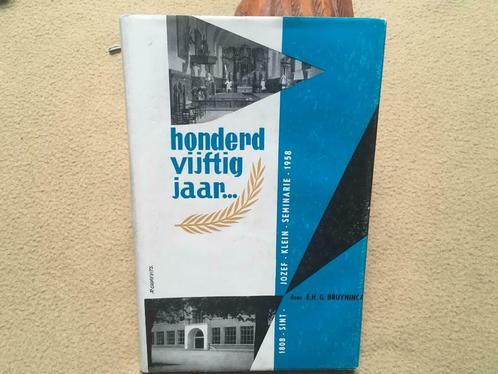 honderd
vijftig
jaar...
1808 · SINT · JOZEF · KLEIN · SEMINARIE · 1958
door E.H. G. BRUYNINCX